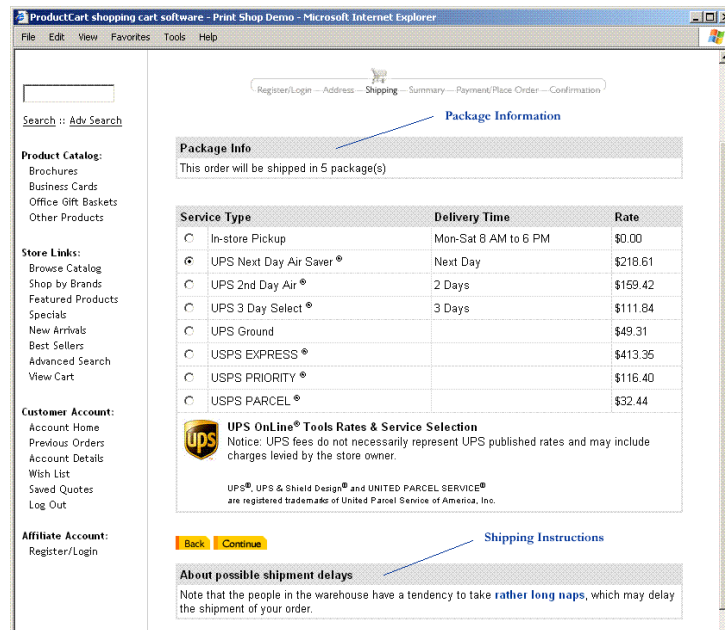 ProductCart shopping cart software - Print Shop Demo - Microsoft Internet Explorer
File Edit View Favorites Tools Help
Register/Login — Address — Shipping — Summary — Payment/Place Order — Confirmation
Search :: Adv Search
Product Catalog:
Brochures
Business Cards
Office Gift Baskets
Other Products
Store Links:
Browse Catalog
Shop by Brands
Featured Products
Specials
New Arrivals
Best Sellers
Advanced Search
View Cart
Customer Account:
Account Home
Previous Orders
Account Details
Wish List
Saved Quotes
Log Out
Affiliate Account:
Register/Login
Package Information
Package Info
This order will be shipped in 5 package(s)
Service Type Delivery Time Rate
In-store Pickup Mon-Sat 8 AM to 6 PM $0.00
UPS Next Day Air Saver ® Next Day $218.61
UPS 2nd Day Air ® 2 Days $159.42
UPS 3 Day Select ® 3 Days $111.84
UPS Ground $49.31
USPS EXPRESS ® $413.35
USPS PRIORITY ® $116.40
USPS PARCEL ® $32.44
ups
UPS OnLine® Tools Rates & Service Selection
Notice: UPS fees do not necessarily represent UPS published rates and may include
charges levied by the store owner.
UPS®, UPS & Shield Design® and UNITED PARCEL SERVICE®
are registered trademarks of United Parcel Service of America, Inc.
Back Continue
Shipping Instructions
About possible shipment delays
Note that the people in the warehouse have a tendency to take rather long naps, which may delay
the shipment of your order.